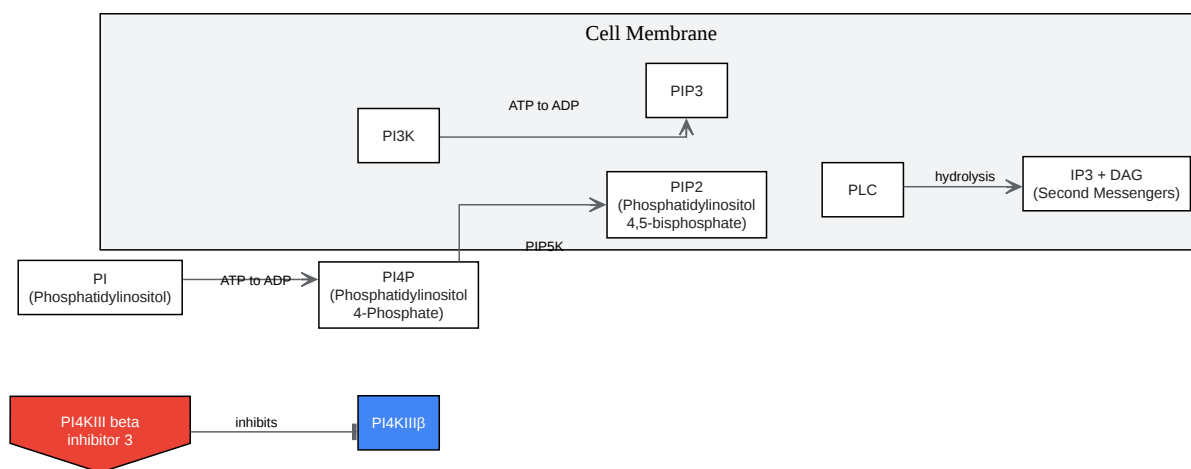 Cell Membrane
PIP3
ATP to ADP
PI3K
PIP2
(Phosphatidylinositol
4,5-bisphosphate)
PLC
hydrolysis
IP3 + DAG
(Second Messengers)
PIP5K
PI
(Phosphatidylinositol)
ATP to ADP
PI4P
(Phosphatidylinositol
4-Phosphate)
PI4KIII beta
inhibitor 3
inhibits
PI4KIIIβ